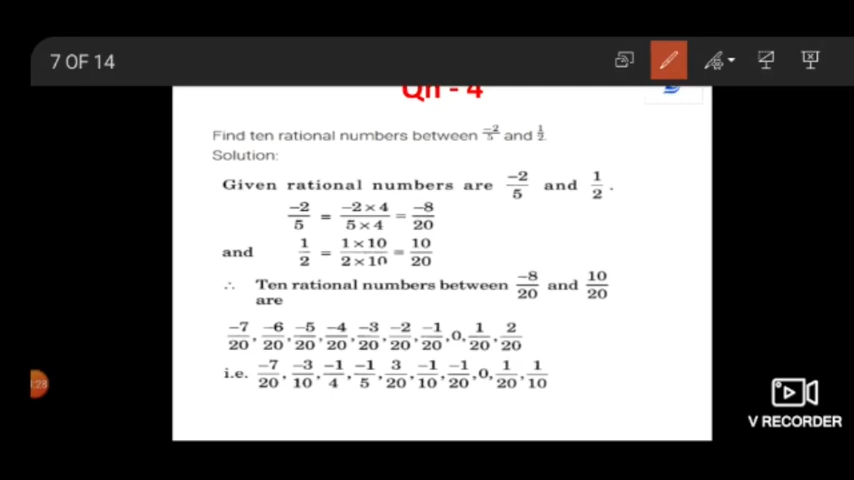 7 OF 14
Qn - 4
Find ten rational numbers between -2/5 and 1/2.
Solution:
Given rational numbers are -2/5 and 1/2.
-2/5 = -2 × 4/5 × 4 = -8/20
and 1/2 = 1 × 10/2 × 10 = 10/20
∴ Ten rational numbers between -8/20 and 10/20
are
-7/20, -6/20, -5/20, -4/20, -3/20, -2/20, -1/20, 0, 1/20, 2/20
i.e. -7/20, -3/10, -1/4, -1/5, 3/20, -1/10, -1/20, 0, 1/20, 1/10
:28
V RECORDER